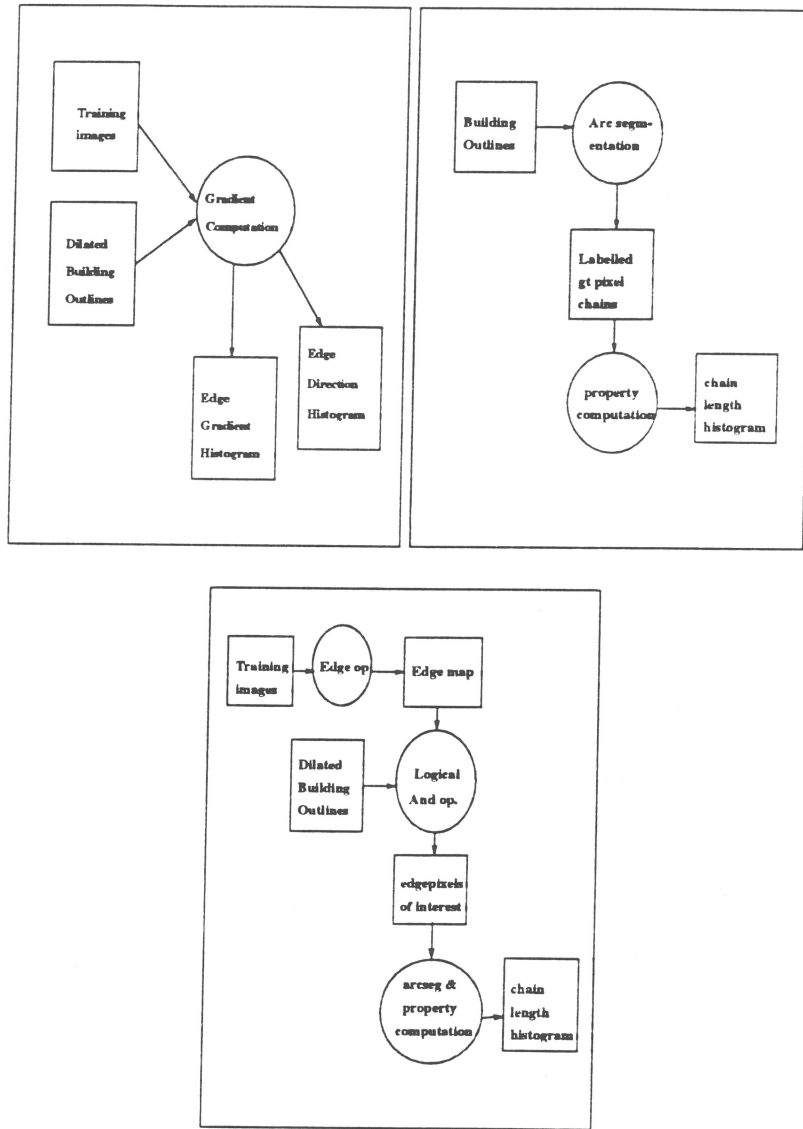 Training
images
Gradient
Computation
Dilated
Building
Outlines
Edge
Gradient
Histogram
Edge
Direction
Histogram
Building
Outlines
Arc segm-
entation
Labelled
gt pixel
chains
property
computation
chain
length
histogram
Training
images
Edge op
Edge map
Dilated
Building
Outlines
Logical
And op.
edgepixels
of interest
arcseg &
property
computation
chain
length
histogram